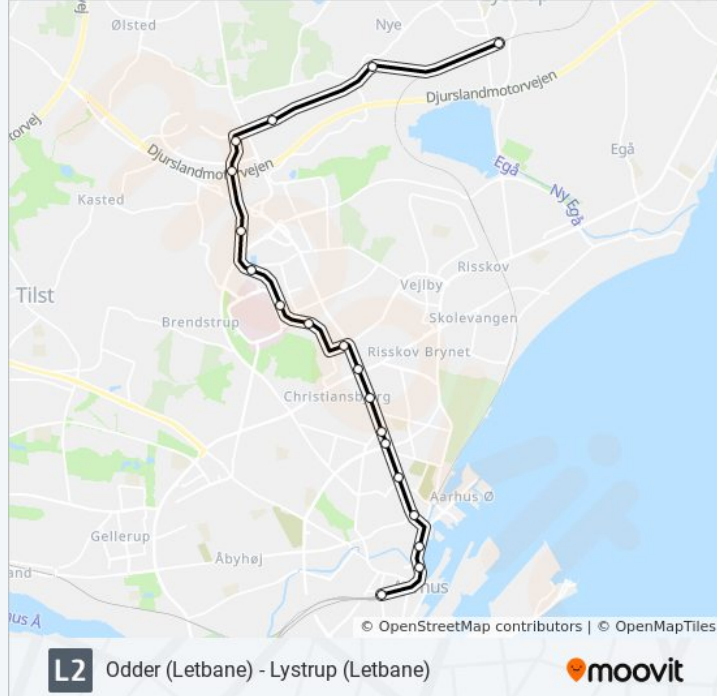 Ølsted
Nye
Djurslandmotorvejen
Djurslandmotorvejen
Egå
Egå
Ny Egå
Kasted
Risskov
Tilst
Vejlby
Brendstrup
Skolevangen
Risskov Brynet
Christiansbjerg
Aarhus Ø
Gellerup
Åbyhøj
© OpenStreetMap contributors | © OpenMapTiles
L2 Odder (Letbane) - Lystrup (Letbane)
moovit